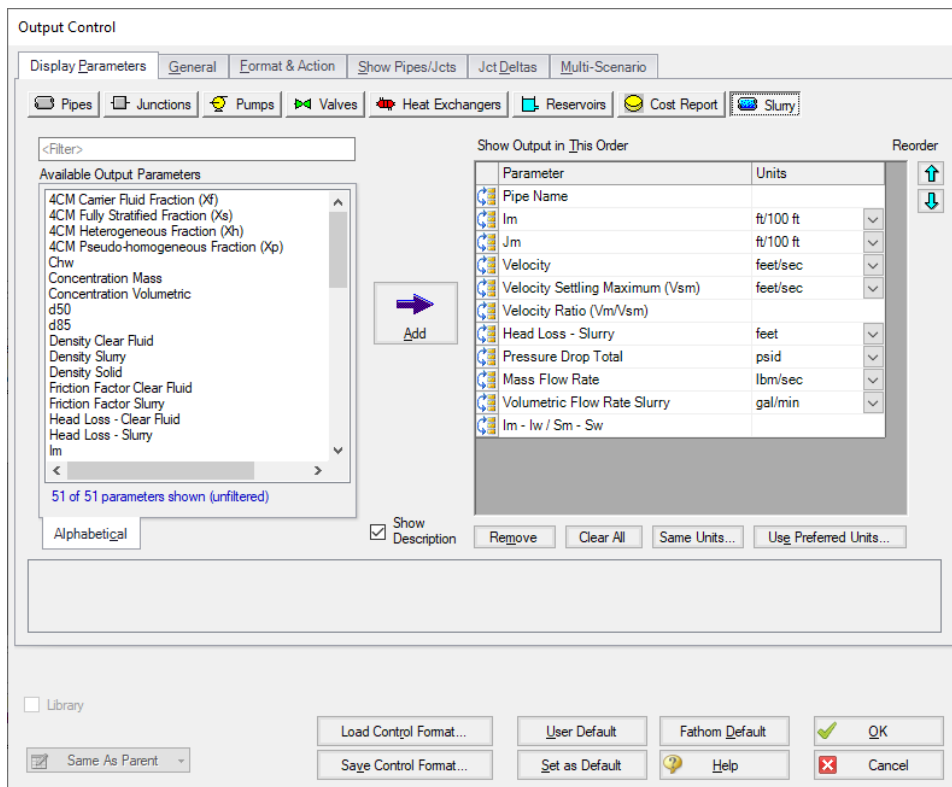 Output Control
Display Parameters General Format & Action Show Pipes/Jcts Jct Deltas Multi-Scenario
Pipes Junctions Pumps Valves Heat Exchangers Reservoirs Cost Report Slurry
<Filter>
Available Output Parameters
4CM Carrier Fluid Fraction (Xf)
4CM Fully Stratified Fraction (Xs)
4CM Heterogeneous Fraction (Xh)
4CM Pseudo-homogeneous Fraction (Xp)
Chw
Concentration Mass
Concentration Volumetric
d50
d85
Density Clear Fluid
Density Slurry
Density Solid
Friction Factor Clear Fluid
Friction Factor Slurry
Head Loss - Clear Fluid
Head Loss - Slurry
Im
51 of 51 parameters shown (unfiltered)
Alphabetical
Add
Show
Description
Show Output in This Order
Reorder
Parameter Units
Pipe Name
Im ft/100 ft
Jm ft/100 ft
Velocity feet/sec
Velocity Settling Maximum (Vsm) feet/sec
Velocity Ratio (Vm/Vsm)
Head Loss - Slurry feet
Pressure Drop Total psid
Mass Flow Rate lbm/sec
Volumetric Flow Rate Slurry gal/min
Im - Iw / Sm - Sw
Remove Clear All Same Units... Use Preferred Units...
Library
Load Control Format... User Default Fathom Default OK
Same As Parent Save Control Format... Set as Default Help Cancel